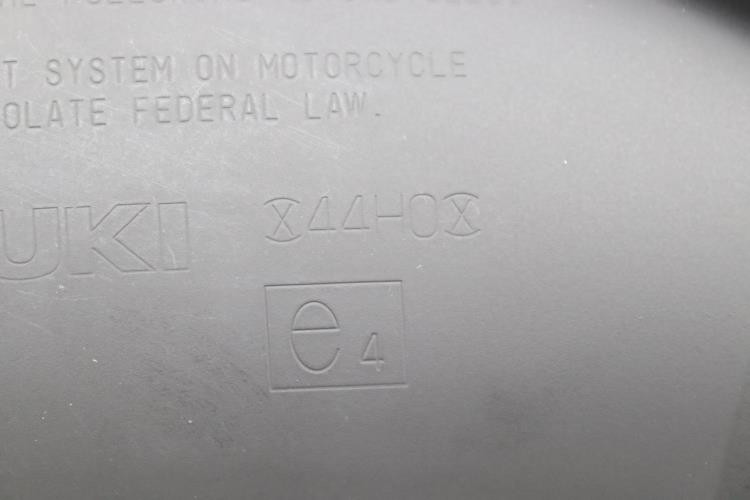 T SYSTEM ON MOTORCYCLE
OLATE FEDERAL LAW.
UKI 44H0
e4